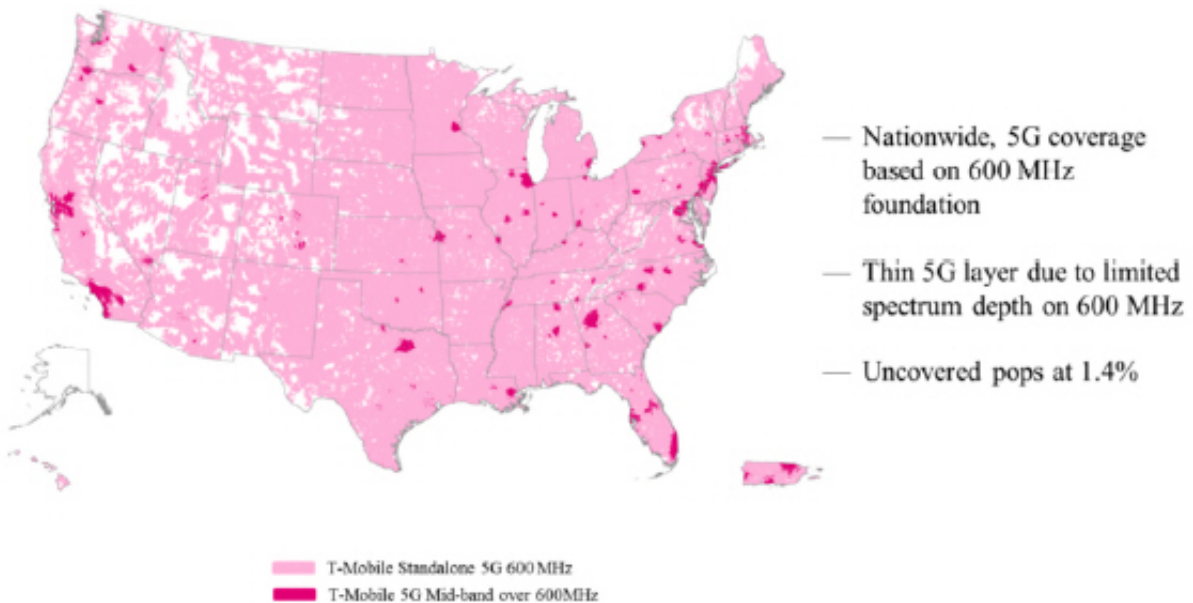 — Nationwide, 5G coverage
based on 600 MHz
foundation
— Thin 5G layer due to limited
spectrum depth on 600 MHz
— Uncovered pops at 1.4%
T-Mobile Standalone 5G 600 MHz
T-Mobile 5G Mid-band over 600MHz